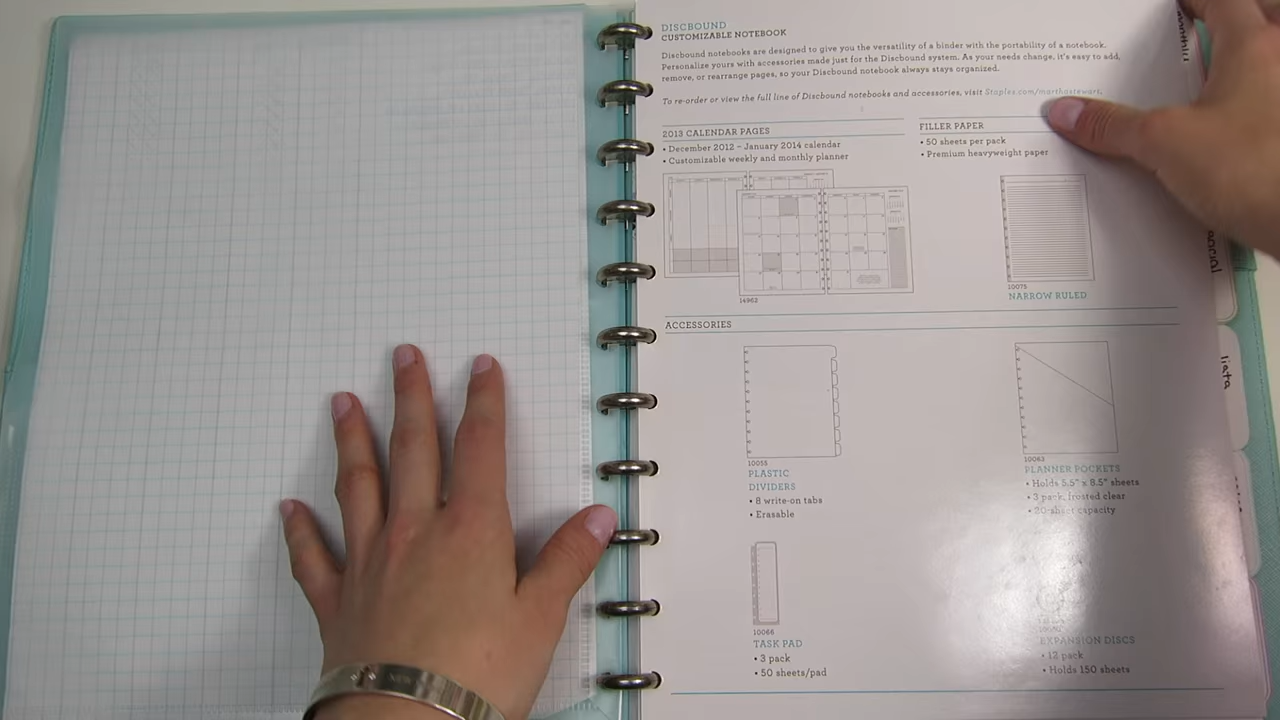 DISCBOUND
CUSTOMIZABLE NOTEBOOK
Discbound notebooks are designed to give you the versatility of a binder with the portability of a notebook.
Personalize yours with accessories made just for the Discbound system. As your needs change, it's easy to add,
remove, or rearrange pages, so your Discbound notebook always stays organized.
To re-order or view the full line of Discbound notebooks and accessories, visit Staples.com/marthastewart.
2013 CALENDAR PAGES
• December 2012 – January 2014 calendar
• Customizable weekly and monthly planner
14962
FILLER PAPER
• 50 sheets per pack
• Premium heavyweight paper
10075
NARROW RULED
ACCESSORIES
10055
PLASTIC
DIVIDERS
• 8 write-on tabs
• Erasable
10063
PLANNER POCKETS
• Holds 5.5" x 8.5" sheets
• 3 pack, frosted clear
• 20-sheet capacity
10066
TASK PAD
• 3 pack
• 50 sheets/pad
EXPANSION DISCS
• 12 pack
• Holds 150 sheets
lists